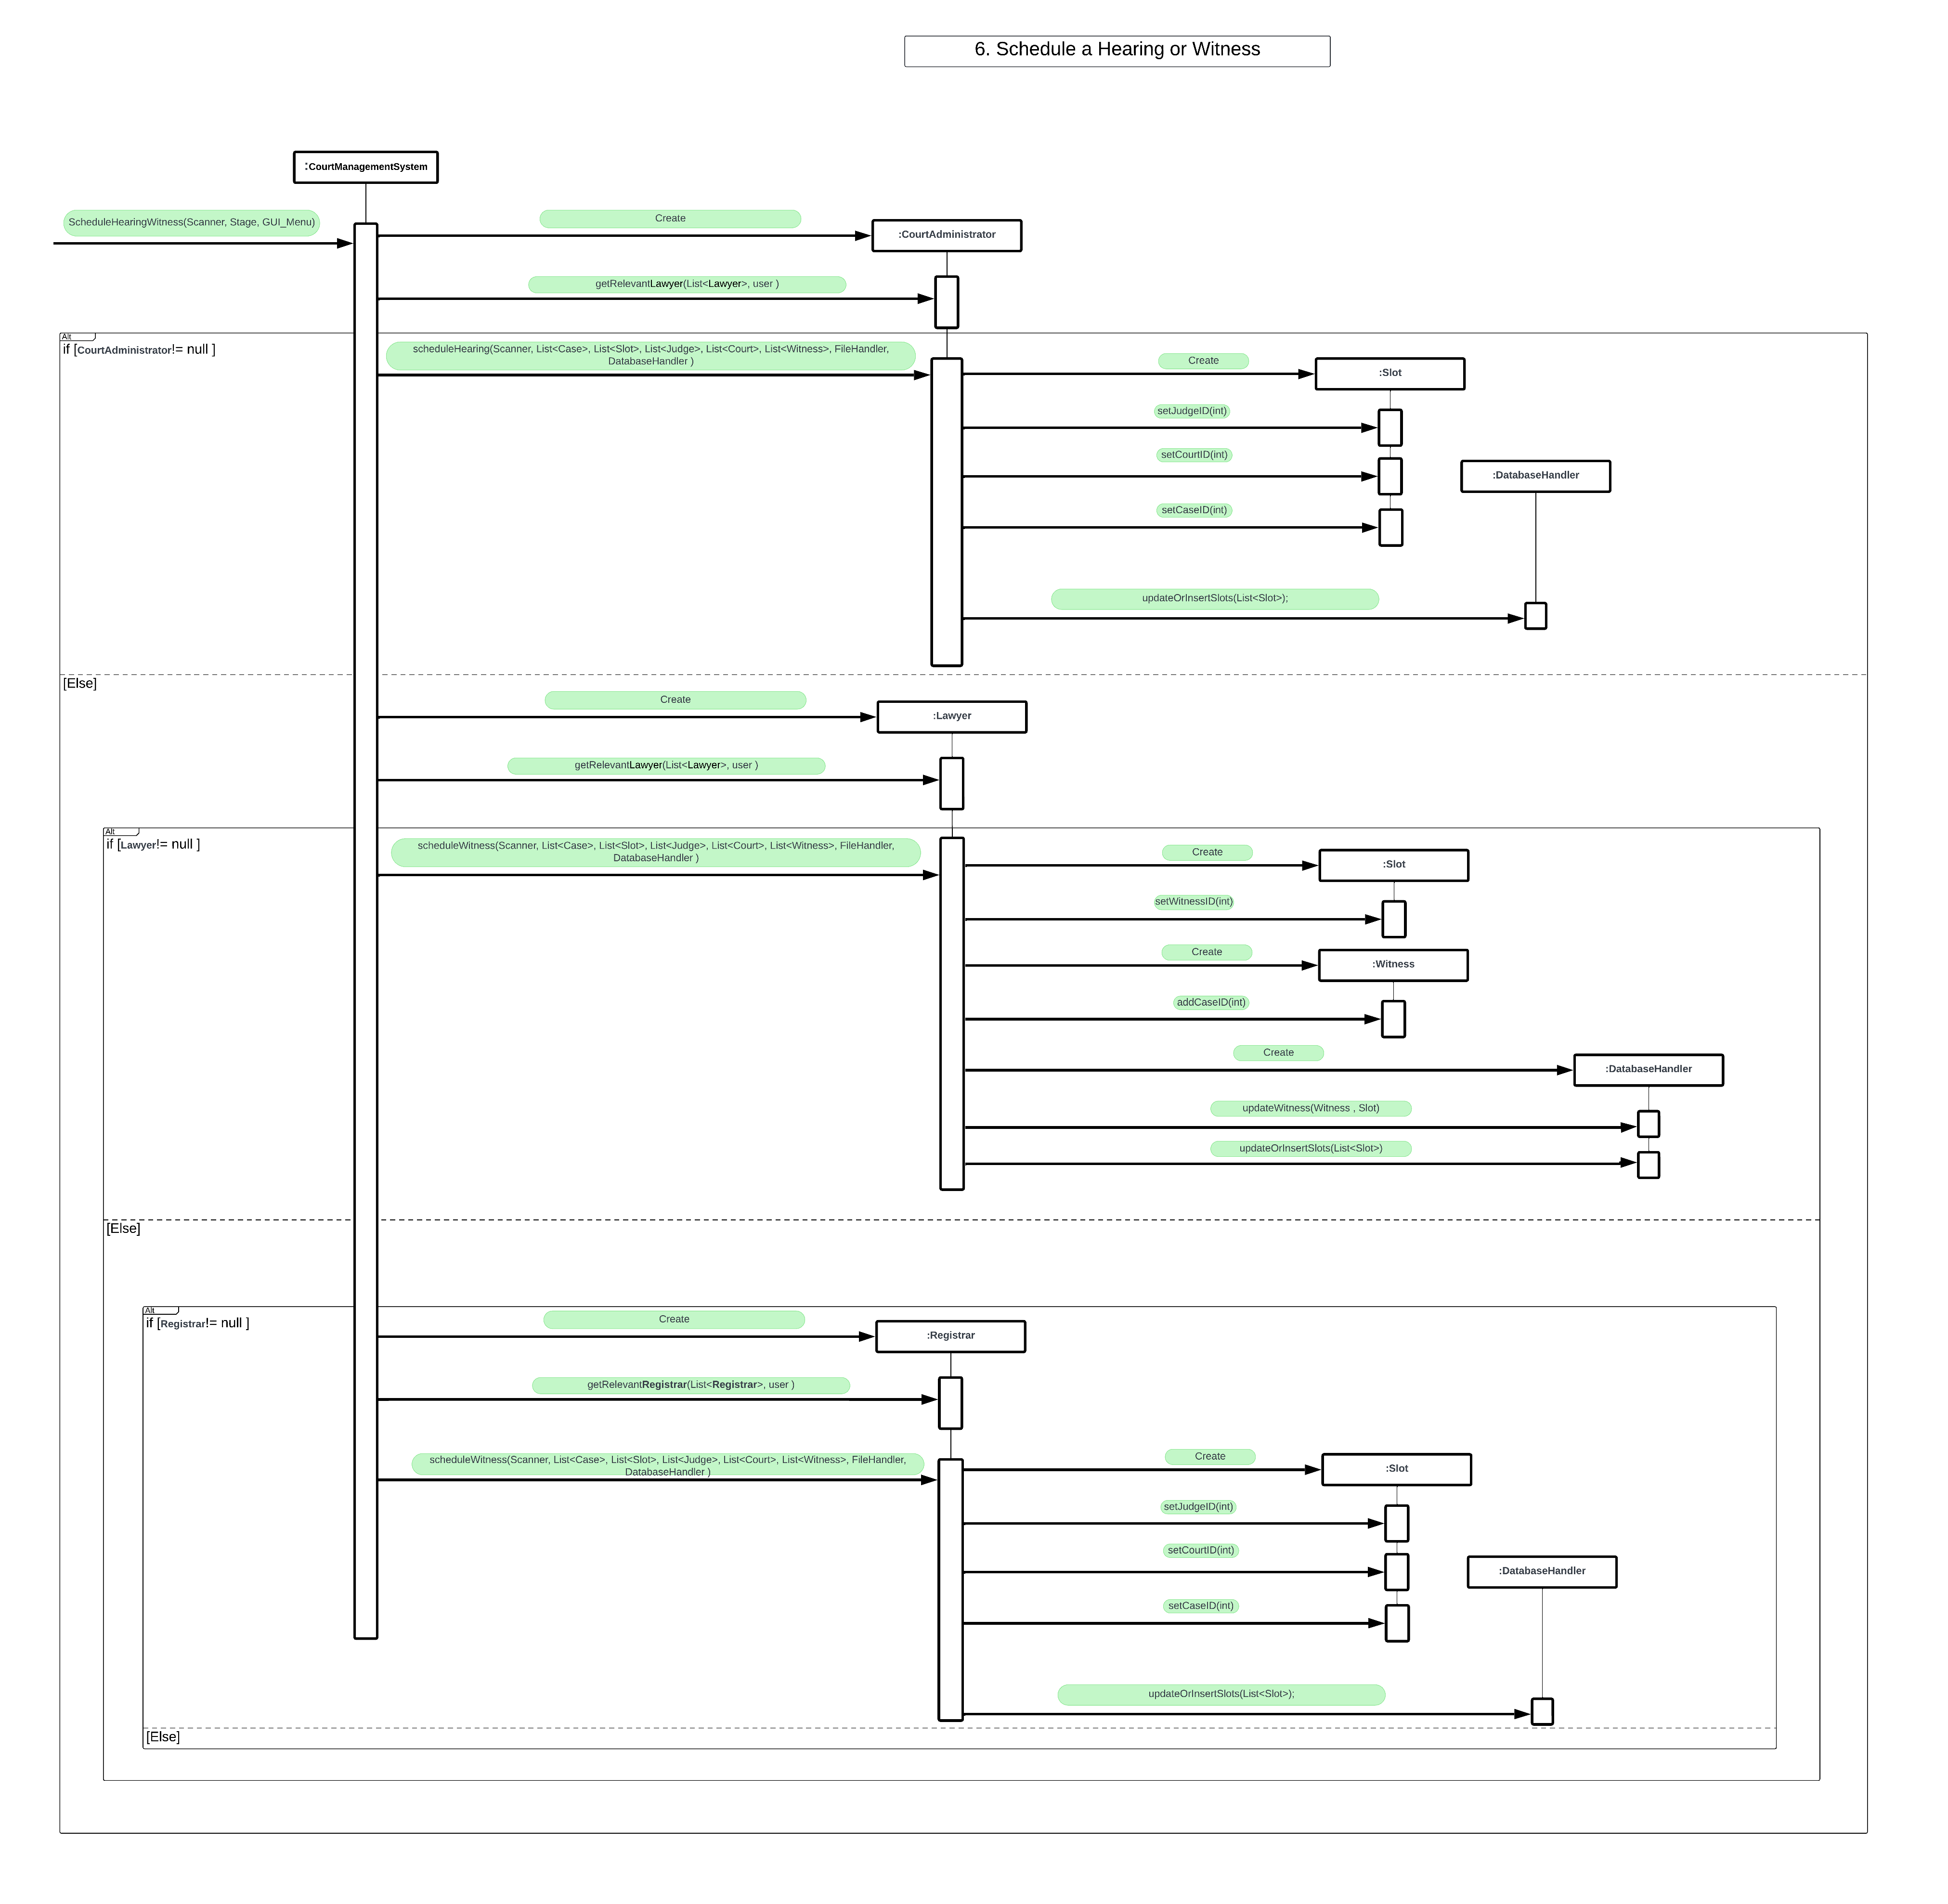 6. Schedule a Hearing or Witness
:CourtManagementSystem
ScheduleHearingWitness(Scanner, Stage, GUI_Menu)
Create
:CourtAdministrator
getRelevantLawyer(List<Lawyer>, user )
Alt
if [CourtAdministrator!= null ]
scheduleHearing(Scanner, List<Case>, List<Slot>, List<Judge>, List<Court>, List<Witness>, FileHandler,
DatabaseHandler )
Create
:Slot
setJudgeID(int)
setCourtID(int)
:DatabaseHandler
setCaseID(int)
updateOrInsertSlots(List<Slot>);
[Else]
Create
:Lawyer
getRelevantLawyer(List<Lawyer>, user )
Alt
if [Lawyer!= null ]
scheduleWitness(Scanner, List<Case>, List<Slot>, List<Judge>, List<Court>, List<Witness>, FileHandler,
DatabaseHandler )
Create
:Slot
setWitnessID(int)
Create
:Witness
addCaseID(int)
Create
:DatabaseHandler
updateWitness(Witness , Slot)
updateOrInsertSlots(List<Slot>)
[Else]
Alt
if [Registrar!= null ]
Create
:Registrar
getRelevantRegistrar(List<Registrar>, user )
scheduleWitness(Scanner, List<Case>, List<Slot>, List<Judge>, List<Court>, List<Witness>, FileHandler,
DatabaseHandler )
Create
:Slot
setJudgeID(int)
setCourtID(int)
:DatabaseHandler
setCaseID(int)
updateOrInsertSlots(List<Slot>);
[Else]